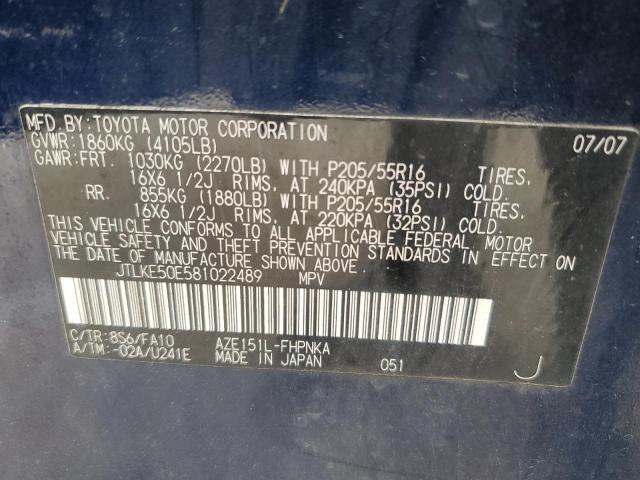 MFD. BY: TOYOTA MOTOR CORPORATION 07/07
GVWR: 1860KG (4105LB)
GAWR: FRT. 1030KG (2270LB) WITH P205/55R16 TIRES,
16X6 1/2J RIMS, AT 240KPA (35PSI) COLD.
RR. 855KG (1880LB) WITH P205/55R16 TIRES,
16X6 1/2J RIMS, AT 220KPA (32PSI) COLD.
THIS VEHICLE CONFORMS TO ALL APPLICABLE FEDERAL MOTOR
VEHICLE SAFETY AND THEFT PREVENTION STANDARDS IN EFFECT ON
THE DATE OF MANUFACTURE SHOWN ABOVE.
JTLKE50E581022489 MPV
C/TR: 8S6/FA10 AZE151L-FHPNKA
A/TM: -02A/U241E MADE IN JAPAN 051 J